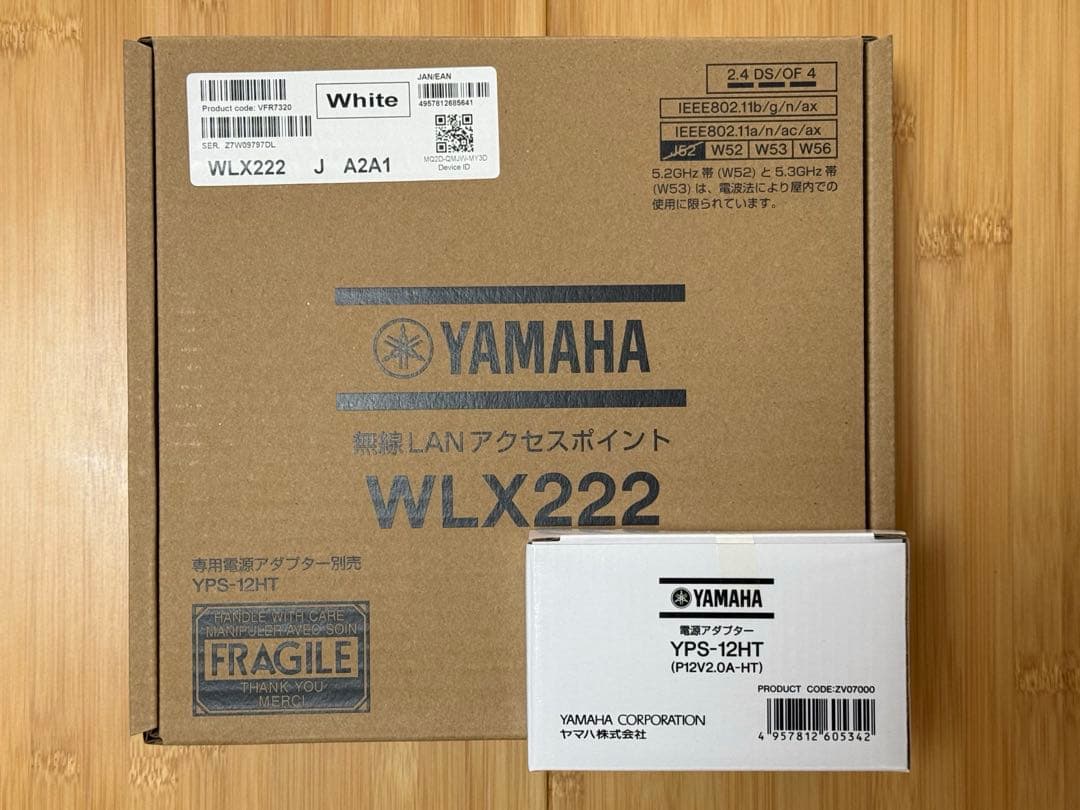 Product code: VFR7320
SER. Z7W09797DL
White
JAN/EAN
4957812685641
MQ2D-QMJW-MY3D
Device ID
WLX222 J A2A1
2.4 DS/OF 4
IEEE802.11b/g/n/ax
IEEE802.11a/n/ac/ax
J52 W52 W53 W56
5.2GHz 帯 (W52) と 5.3GHz 帯
(W53) は、電波法により屋内での
使用に限られています。
YAMAHA
無線LANアクセスポイント
WLX222
専用電源アダプター別売
YPS-12HT
HANDLE WITH CARE
MANIPULER AVEC SOIN
FRAGILE
THANK YOU
MERCI
YAMAHA
電源アダプター
YPS-12HT
(P12V2.0A-HT)
PRODUCT CODE:ZV07000
YAMAHA CORPORATION
ヤマハ株式会社
4 957812 605342